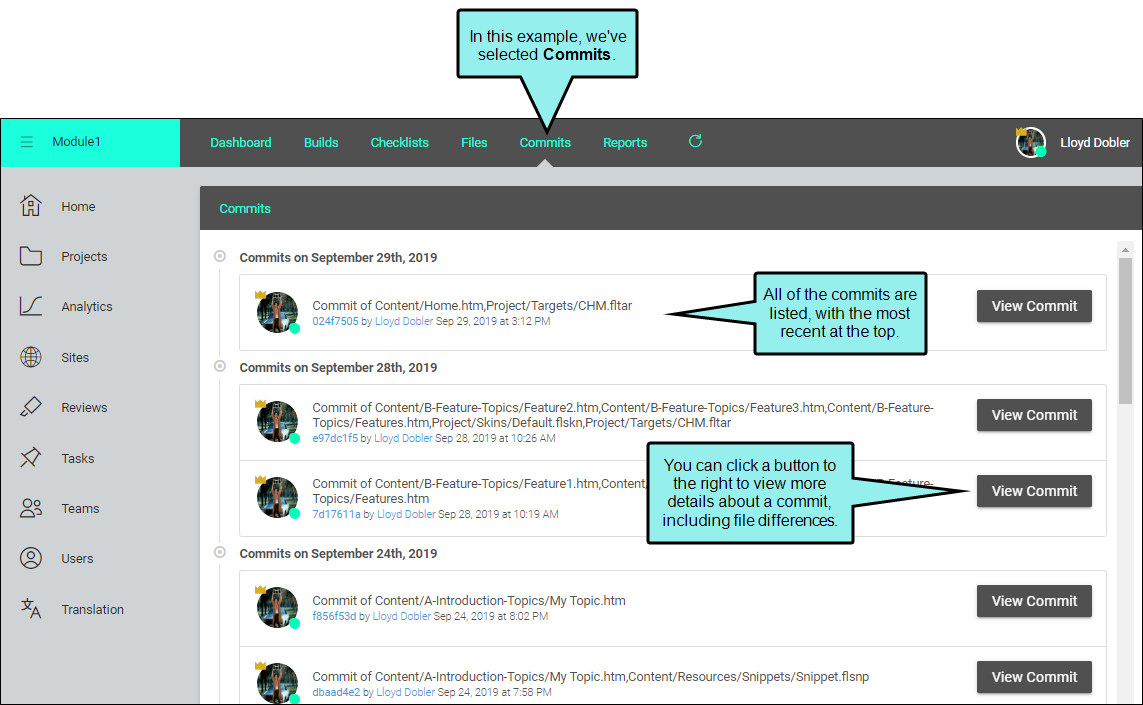 In this example, we've
selected Commits.
Module1
Dashboard
Builds
Checklists
Files
Commits
Reports
Lloyd Dobler
Home
Projects
Analytics
Sites
Reviews
Tasks
Teams
Users
Translation
Commits
Commits on September 29th, 2019
Commit of Content/Home.htm,Project/Targets/CHM.fltar
024f7505 by Lloyd Dobler Sep 29, 2019 at 3:12 PM
All of the commits are
listed, with the most
recent at the top.
View Commit
Commits on September 28th, 2019
Commit of Content/B-Feature-Topics/Feature2.htm,Content/B-Feature-Topics/Feature3.htm,Content/B-Feature-
Topics/Features.htm,Project/Skins/Default.flskn,Project/Targets/CHM.fltar
e97dc1f5 by Lloyd Dobler Sep 28, 2019 at 10:26 AM
View Commit
Commit of Content/B-Feature-Topics/Feature1.htm,Content,
Topics/Features.htm
7d17611a by Lloyd Dobler Sep 28, 2019 at 10:19 AM
You can click a button to
the right to view more
details about a commit,
including file differences.
View Commit
Commits on September 24th, 2019
Commit of Content/A-Introduction-Topics/My Topic.htm
f856f53d by Lloyd Dobler Sep 24, 2019 at 8:02 PM
View Commit
Commit of Content/A-Introduction-Topics/My Topic.htm,Content/Resources/Snippets/Snippet.flsnp
dbaad4e2 by Lloyd Dobler Sep 24, 2019 at 7:58 PM
View Commit